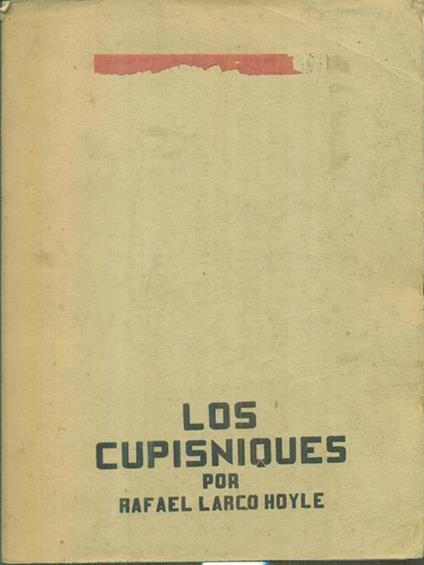 LOS
CUPISNIQUES
POR
RAFAEL LARCO HOYLE